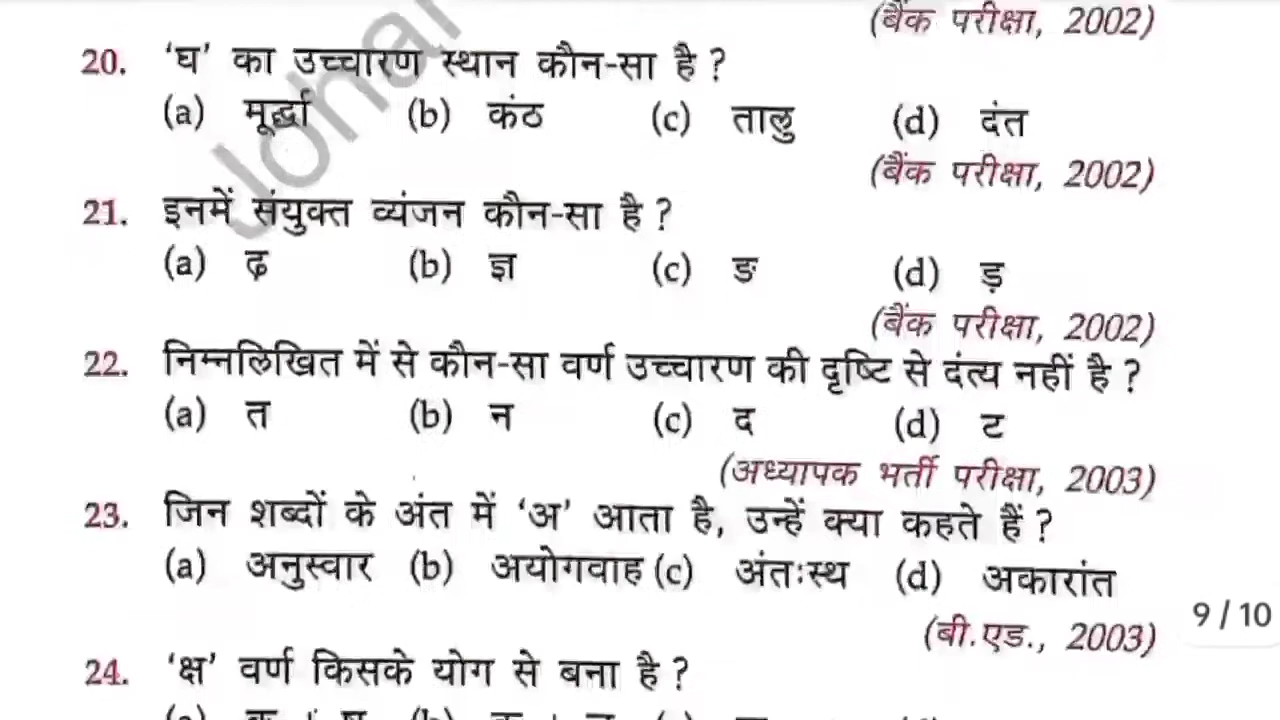 (बैंक परीक्षा, 2002)
20. ‘घ’ का उच्चारण स्थान कौन-सा है ?
(a) मूर्द्धा (b) कंठ (c) तालु (d) दंत
(बैंक परीक्षा, 2002)
21. इनमें संयुक्त व्यंजन कौन-सा है ?
(a) ढ़ (b) ज्ञ (c) ङ (d) ड़
(बैंक परीक्षा, 2002)
22. निम्नलिखित में से कौन-सा वर्ण उच्चारण की दृष्टि से दंत्य नहीं है ?
(a) त (b) न (c) द (d) ट
(अध्यापक भर्ती परीक्षा, 2003)
23. जिन शब्दों के अंत में ‘अ’ आता है, उन्हें क्या कहते हैं ?
(a) अनुस्वार (b) अयोगवाह (c) अंतःस्थ (d) अकारांत
9 / 10
(बी.एड., 2003)
24. ‘क्ष’ वर्ण किसके योग से बना है ?
Johar